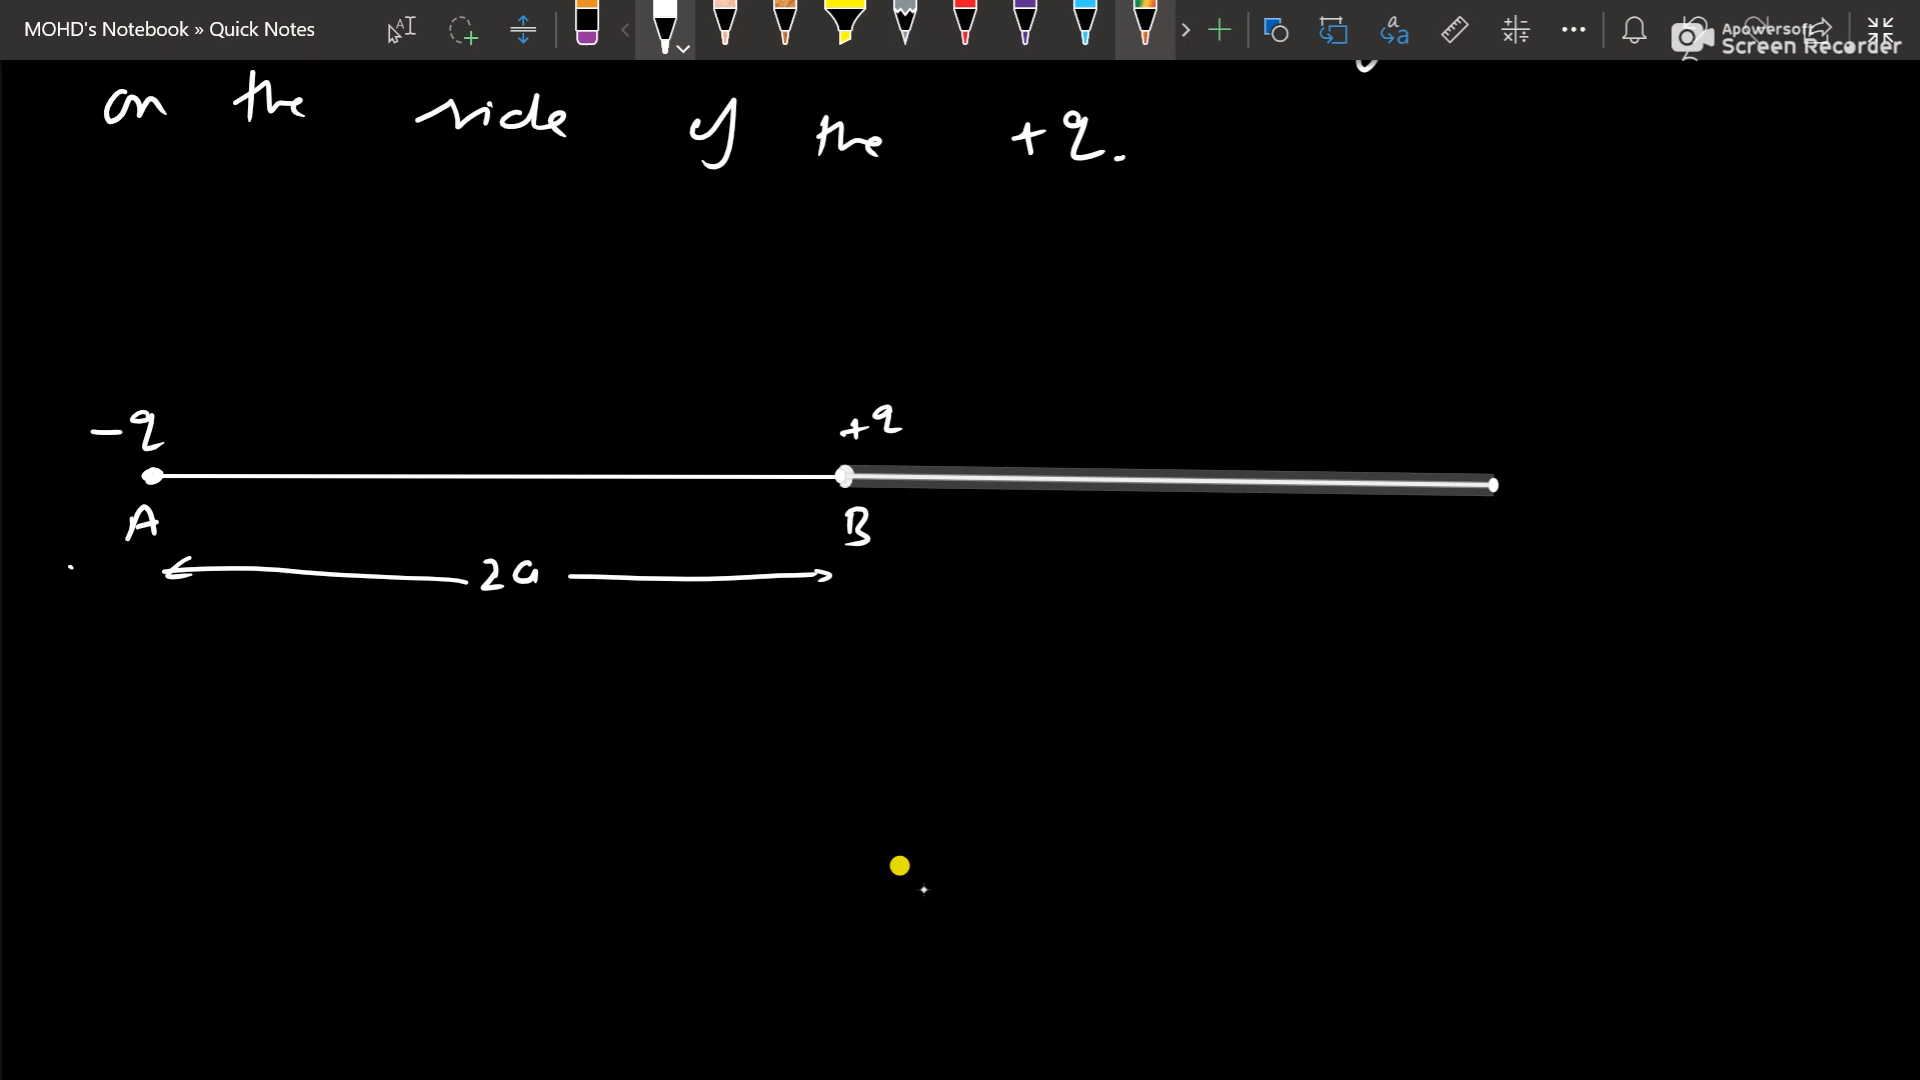 MOHD's Notebook » Quick Notes
Apowersoft
Screen Recorder
on the side of the +q.
-q +q
A B
2a